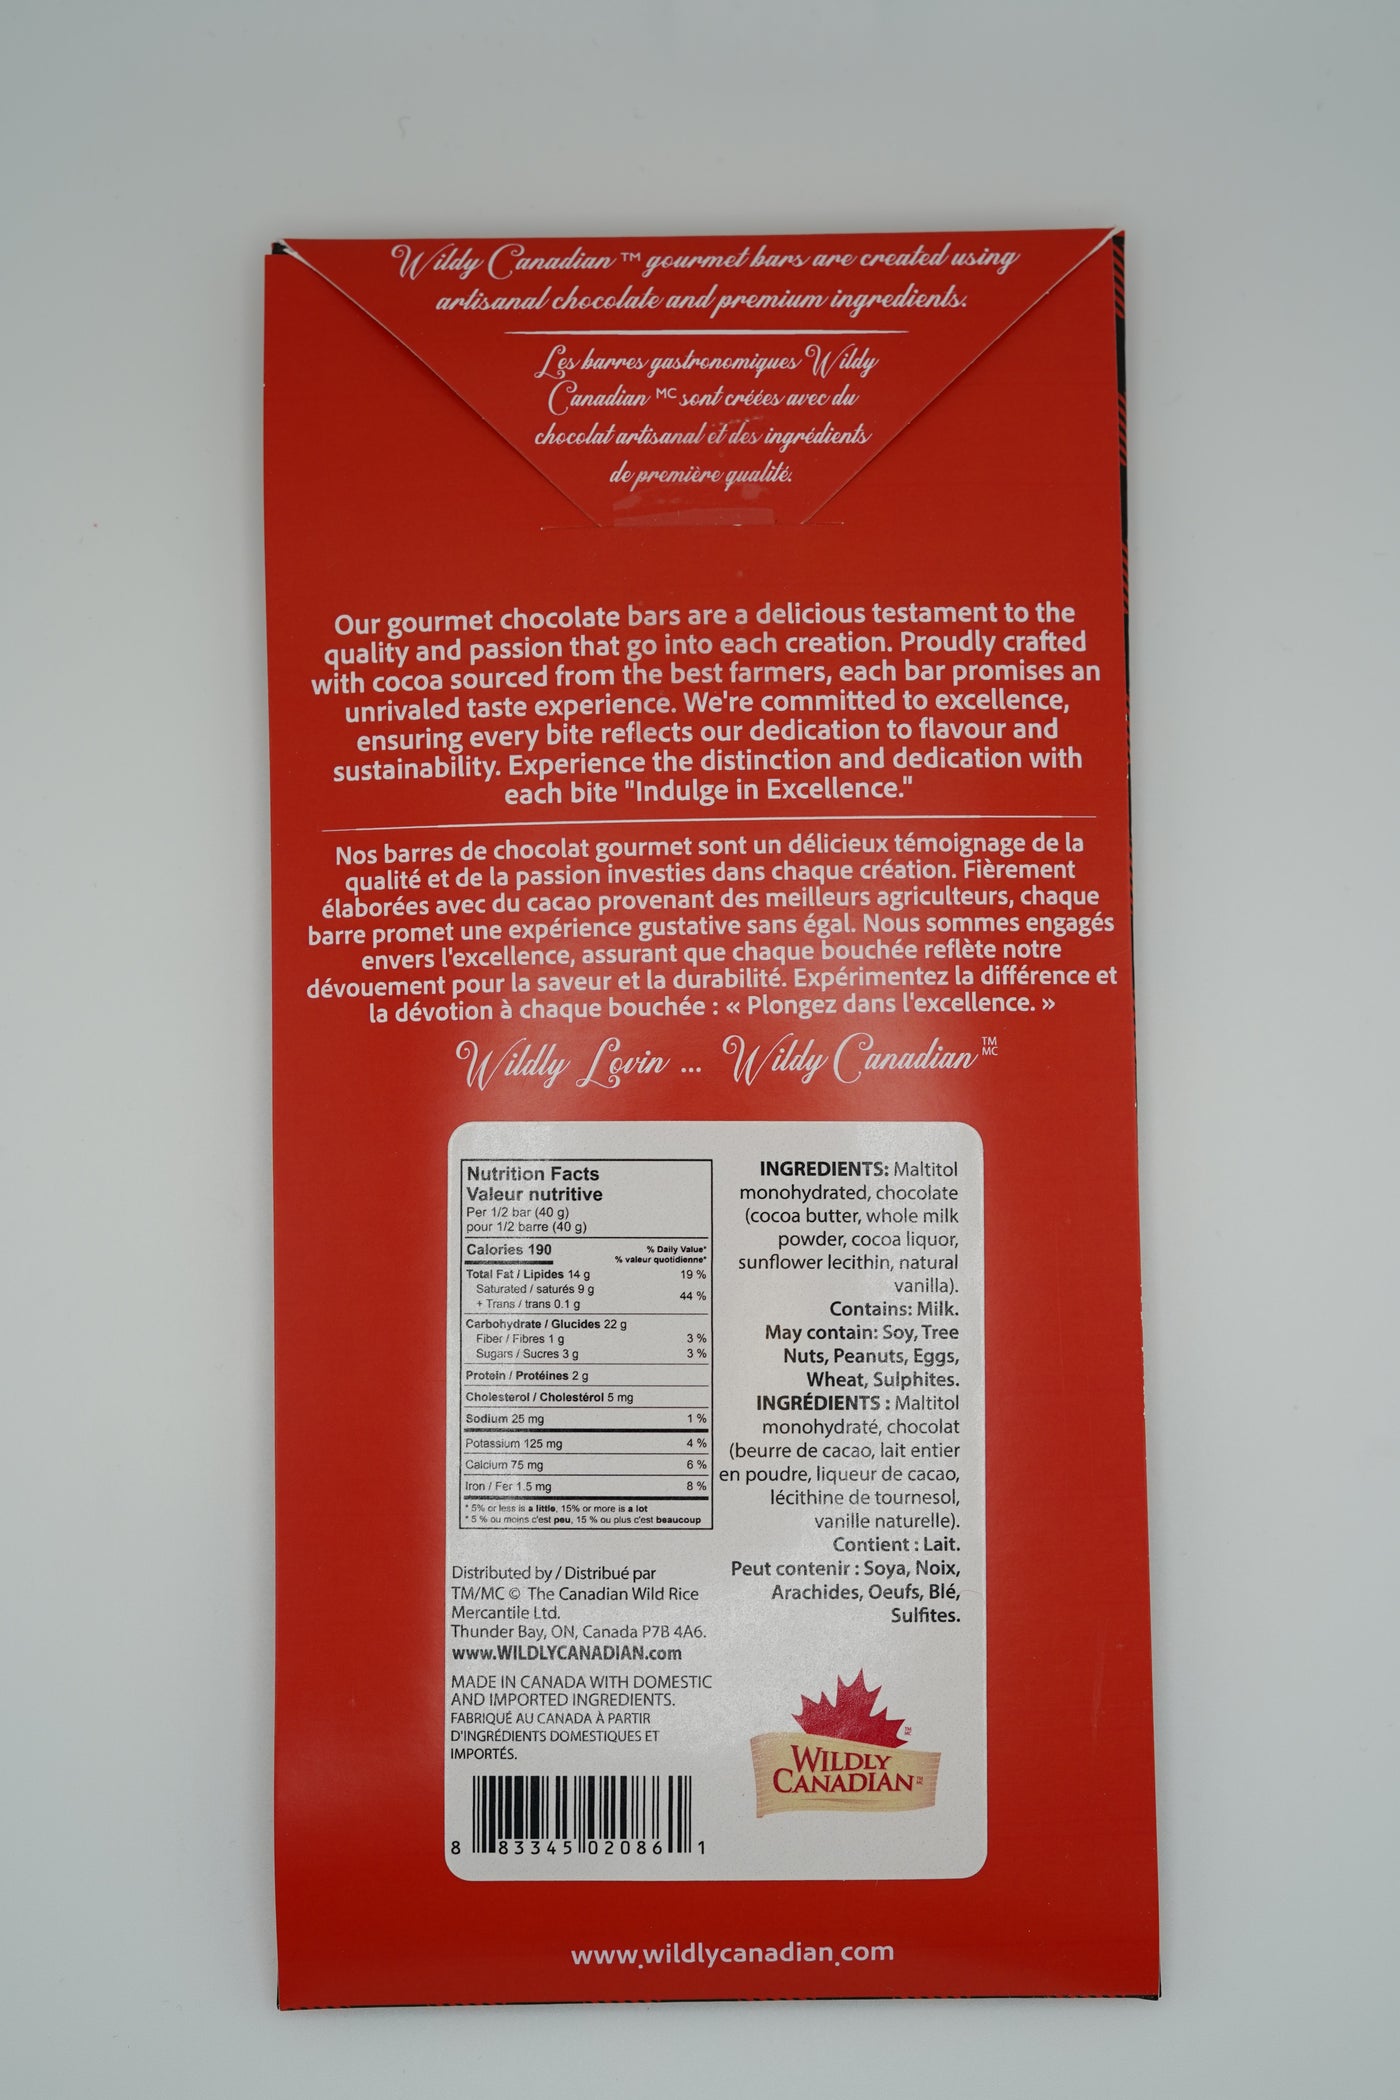 Wildy Canadian ™ gourmet bars are created using
artisanal chocolate and premium ingredients.
Les barres gastronomiques Wildy
Canadian MC sont créées avec du
chocolat artisanal et des ingrédients
de première qualité.
Our gourmet chocolate bars are a delicious testament to the
quality and passion that go into each creation. Proudly crafted
with cocoa sourced from the best farmers, each bar promises an
unrivaled taste experience. We're committed to excellence,
ensuring every bite reflects our dedication to flavour and
sustainability. Experience the distinction and dedication with
each bite "Indulge in Excellence."
Nos barres de chocolat gourmet sont un délicieux témoignage de la
qualité et de la passion investies dans chaque création. Fièrement
élaborées avec du cacao provenant des meilleurs agriculteurs, chaque
barre promet une expérience gustative sans égal. Nous sommes engagés
envers l'excellence, assurant que chaque bouchée reflète notre
dévouement pour la saveur et la durabilité. Expérimentez la différence et
la dévotion à chaque bouchée : « Plongez dans l'excellence. »
Wildly Lovin ... Wildy Canadian TM MC
Nutrition Facts
Valeur nutritive
Per 1/2 bar (40 g)
pour 1/2 barre (40 g)
Calories 190
% Daily Value*
% valeur quotidienne*
Total Fat / Lipides 14 g 19 %
Saturated / saturés 9 g
+ Trans / trans 0.1 g
44 %
Carbohydrate / Glucides 22 g
Fiber / Fibres 1 g 3 %
Sugars / Sucres 3 g 3 %
Protein / Protéines 2 g
Cholesterol / Cholestérol 5 mg
Sodium 25 mg 1 %
Potassium 125 mg 4 %
Calcium 75 mg 6 %
Iron / Fer 1.5 mg 8 %
* 5% or less is a little, 15% or more is a lot
* 5 % ou moins c'est peu, 15 % ou plus c'est beaucoup
INGREDIENTS: Maltitol
monohydrated, chocolate
(cocoa butter, whole milk
powder, cocoa liquor,
sunflower lecithin, natural
vanilla).
Contains: Milk.
May contain: Soy, Tree
Nuts, Peanuts, Eggs,
Wheat, Sulphites.
INGRÉDIENTS : Maltitol
monohydraté, chocolat
(beurre de cacao, lait entier
en poudre, liqueur de cacao,
lécithine de tournesol,
vanille naturelle).
Contient : Lait.
Peut contenir : Soya, Noix,
Arachides, Oeufs, Blé,
Sulfites.
Distributed by / Distribué par
TM/MC © The Canadian Wild Rice
Mercantile Ltd.
Thunder Bay, ON, Canada P7B 4A6.
www.WILDLYCANADIAN.com
MADE IN CANADA WITH DOMESTIC
AND IMPORTED INGREDIENTS.
FABRIQUÉ AU CANADA À PARTIR
D'INGRÉDIENTS DOMESTIQUES ET
IMPORTÉS.
8 83345 02086 1
TM MC
WILDLY
CANADIAN TM MC
www.wildlycanadian.com